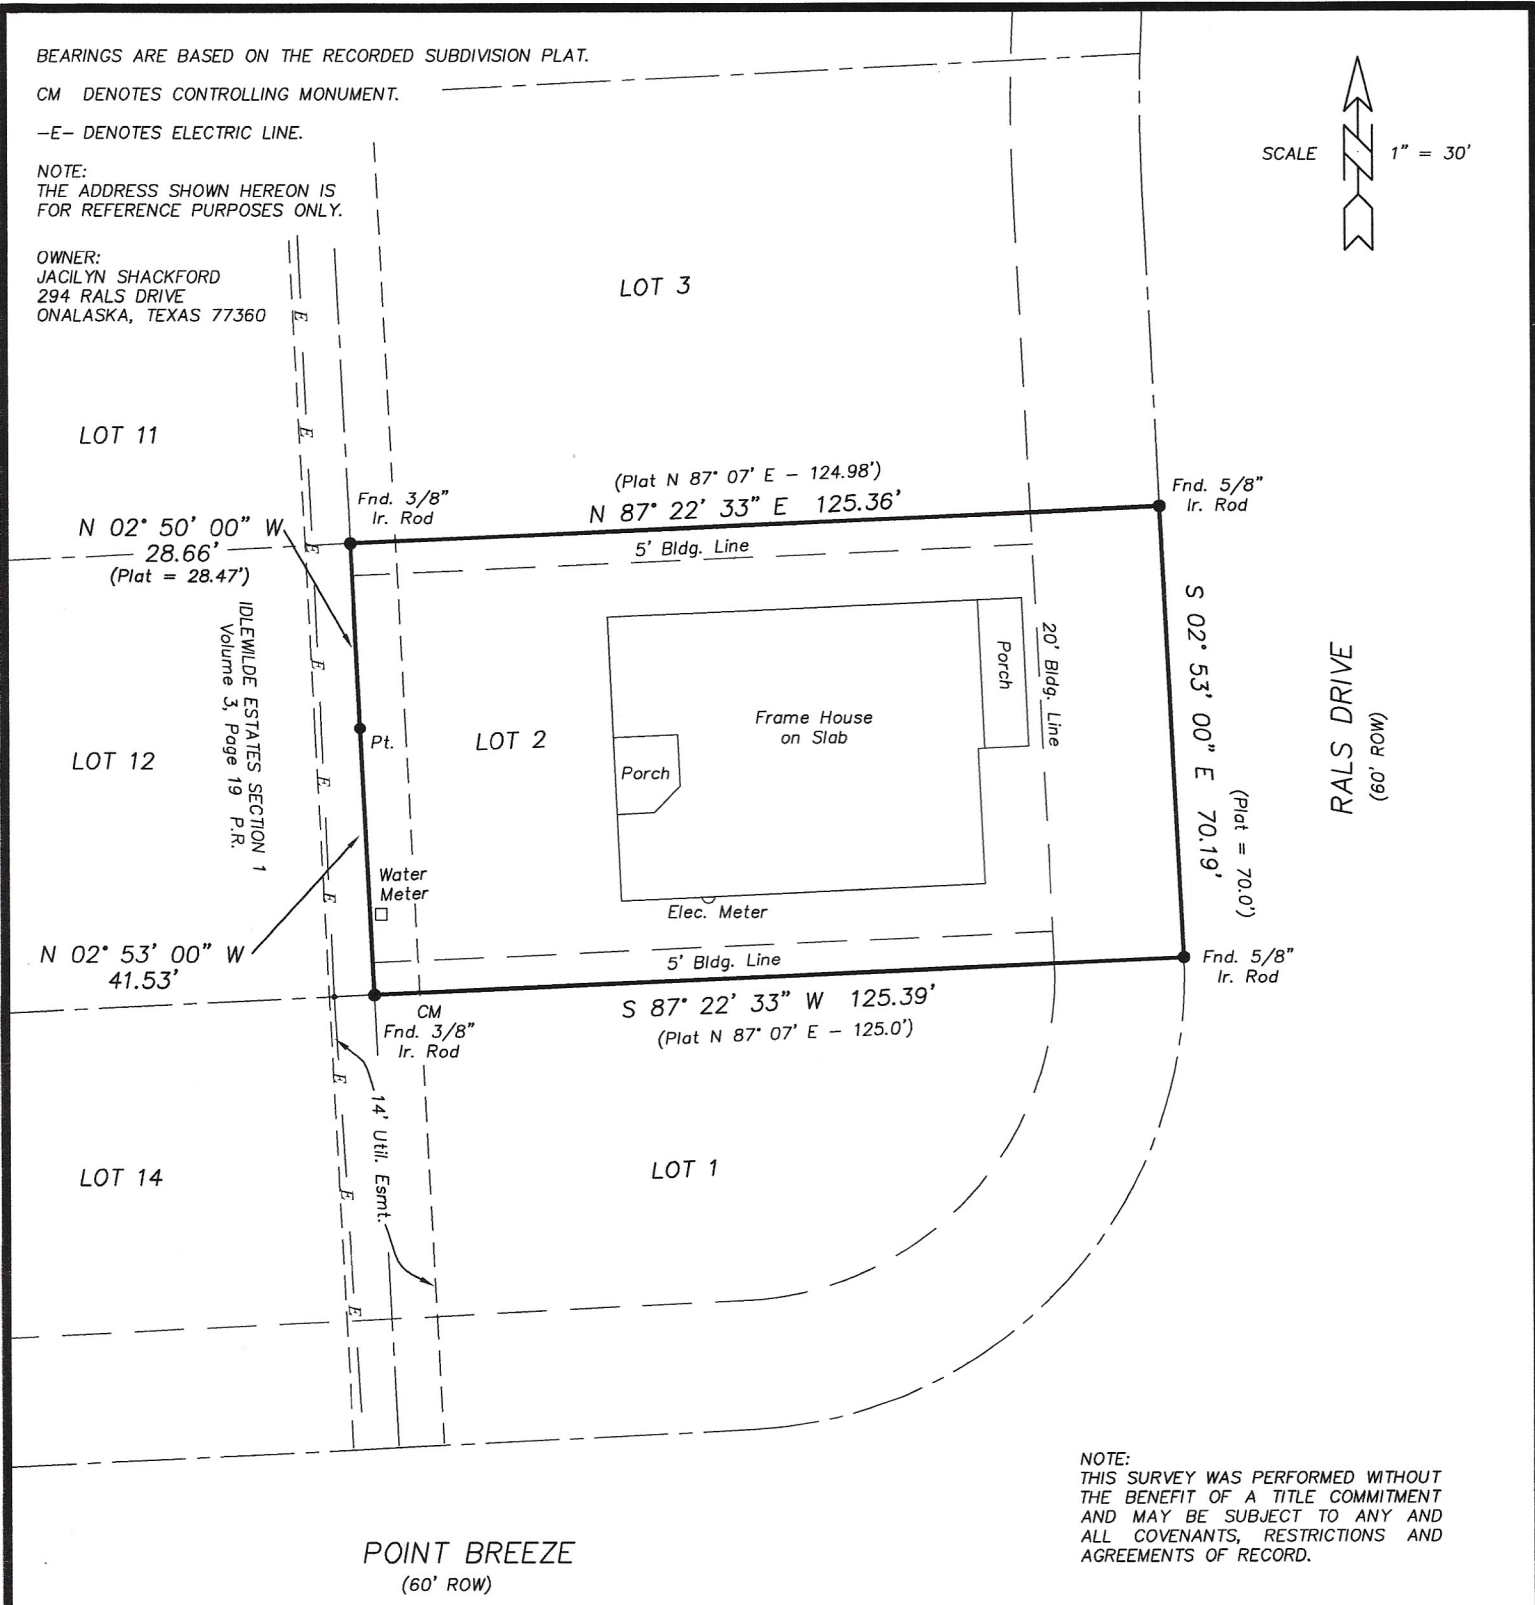 BEARINGS ARE BASED ON THE RECORDED SUBDIVISION PLAT.
CM DENOTES CONTROLLING MONUMENT.
–E– DENOTES ELECTRIC LINE.
NOTE:
THE ADDRESS SHOWN HEREON IS
FOR REFERENCE PURPOSES ONLY.
OWNER:
JACILYN SHACKFORD
294 RALS DRIVE
ONALASKA, TEXAS 77360
SCALE 1" = 30'
N
LOT 3
E
E
LOT 11
(Plat N 87° 07' E – 124.98')
N 87° 22' 33" E 125.36'
Fnd. 3/8"
Ir. Rod
Fnd. 5/8"
Ir. Rod
N 02° 50' 00" W
28.66'
(Plat = 28.47')
E
5' Bldg. Line
IDLEWILDE ESTATES SECTION 1
Volume 3, Page 19 P.R.
E
Porch
20' Bldg. Line
S 02° 53' 00" E 70.19'
(Plat = 70.0')
RALS DRIVE
(60' ROW)
Frame House
on Slab
Pt.
LOT 2
LOT 12
Porch
E
Water
Meter
E
Elec. Meter
N 02° 53' 00" W
41.53'
5' Bldg. Line
Fnd. 5/8"
Ir. Rod
S 87° 22' 33" W 125.39'
(Plat N 87° 07' E – 125.0')
CM
Fnd. 3/8"
Ir. Rod
E
14' Util. Esmt.
LOT 14
LOT 1
E
E
NOTE:
THIS SURVEY WAS PERFORMED WITHOUT
THE BENEFIT OF A TITLE COMMITMENT
AND MAY BE SUBJECT TO ANY AND
ALL COVENANTS, RESTRICTIONS AND
AGREEMENTS OF RECORD.
POINT BREEZE
(60' ROW)